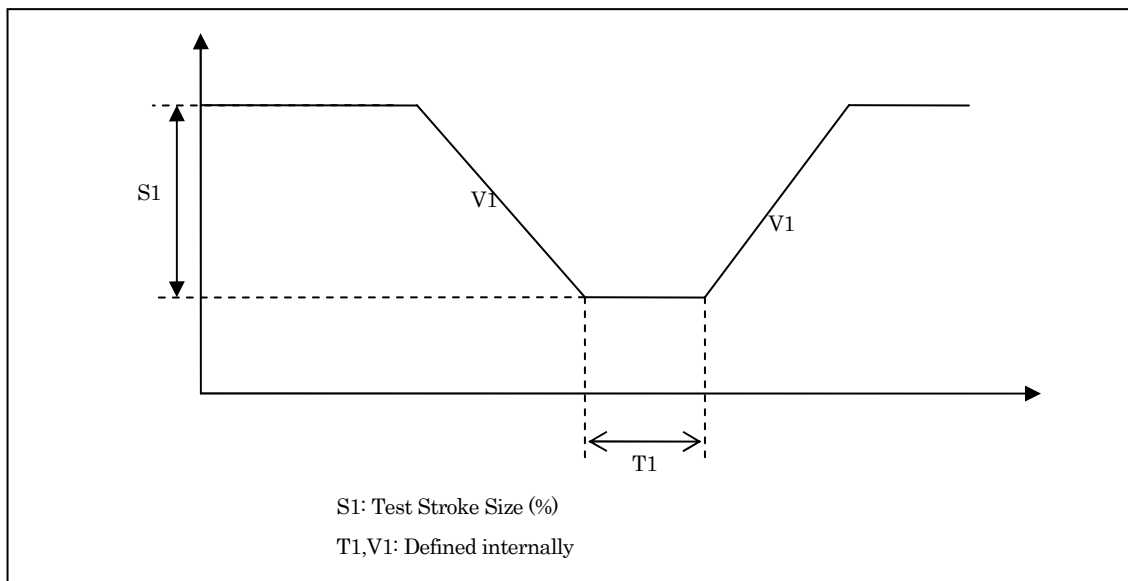 S1
V1
V1
T1
S1: Test Stroke Size (%)
T1,V1: Defined internally